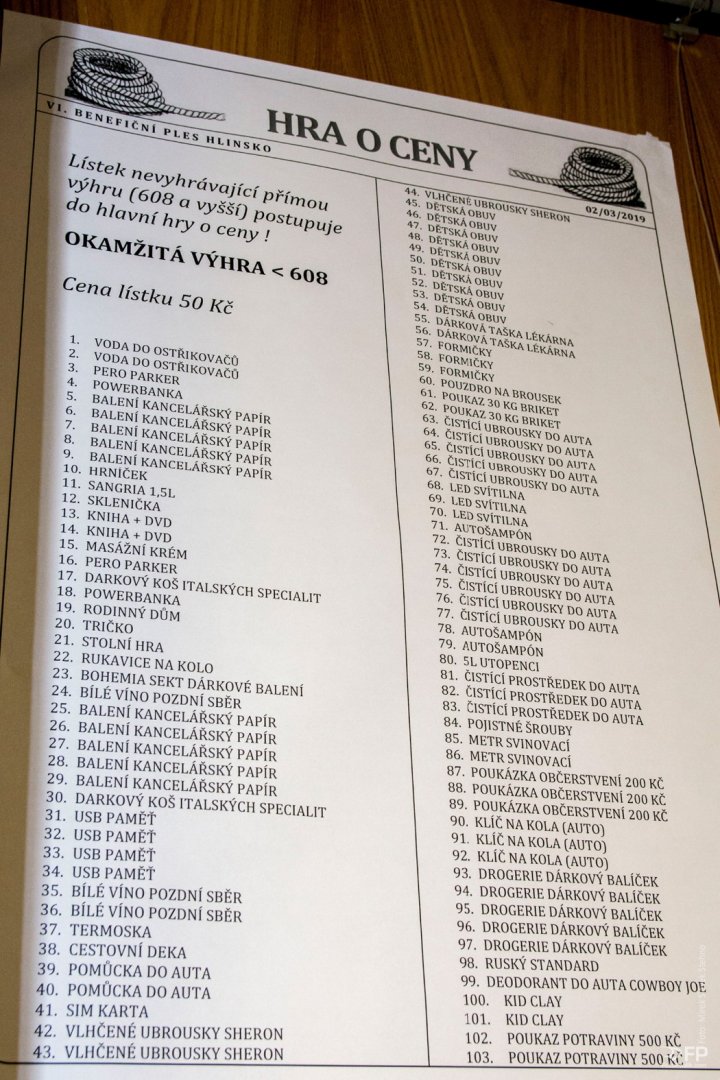 VI. BENEFIČNÍ PLES HLINSKO
HRA O CENY
02/03/2019
Lístek nevyhrávající přímou
výhru (608 a vyšší) postupuje
do hlavní hry o ceny !
OKAMŽITÁ VÝHRA < 608
Cena lístku 50 Kč
1. VODA DO OSTŘIKOVAČŮ
2. VODA DO OSTŘIKOVAČŮ
3. PERO PARKER
4. POWERBANKA
5. BALENÍ KANCELÁŘSKÝ PAPÍR
6. BALENÍ KANCELÁŘSKÝ PAPÍR
7. BALENÍ KANCELÁŘSKÝ PAPÍR
8. BALENÍ KANCELÁŘSKÝ PAPÍR
9. BALENÍ KANCELÁŘSKÝ PAPÍR
10. HRNIČEK
11. SANGRIA 1,5L
12. SKLENIČKA
13. KNIHA + DVD
14. KNIHA + DVD
15. MASÁŽNÍ KRÉM
16. PERO PARKER
17. DARKOVÝ KOŠ ITALSKÝCH SPECIALIT
18. POWERBANKA
19. RODINNÝ DŮM
20. TRIČKO
21. STOLNÍ HRA
22. RUKAVICE NA KOLO
23. BOHEMIA SEKT DÁRKOVÉ BALENÍ
24. BÍLÉ VÍNO POZDNÍ SBĚR
25. BALENÍ KANCELÁŘSKÝ PAPÍR
26. BALENÍ KANCELÁŘSKÝ PAPÍR
27. BALENÍ KANCELÁŘSKÝ PAPÍR
28. BALENÍ KANCELÁŘSKÝ PAPÍR
29. BALENÍ KANCELÁŘSKÝ PAPÍR
30. DARKOVÝ KOŠ ITALSKÝCH SPECIALIT
31. USB PAMĚŤ
32. USB PAMĚŤ
33. USB PAMĚŤ
34. USB PAMĚŤ
35. BÍLÉ VÍNO POZDNÍ SBĚR
36. BÍLÉ VÍNO POZDNÍ SBĚR
37. TERMOSKA
38. CESTOVNÍ DEKA
39. POMŮCKA DO AUTA
40. POMŮCKA DO AUTA
41. SIM KARTA
42. VLHČENÉ UBROUSKY SHERON
43. VLHČENÉ UBROUSKY SHERON
44. VLHČENÉ UBROUSKY SHERON
45. DĚTSKÁ OBUV
46. DĚTSKÁ OBUV
47. DĚTSKÁ OBUV
48. DĚTSKÁ OBUV
49. DĚTSKÁ OBUV
50. DĚTSKÁ OBUV
51. DĚTSKÁ OBUV
52. DĚTSKÁ OBUV
53. DĚTSKÁ OBUV
54. DĚTSKÁ OBUV
55. DÁRKOVÁ TAŠKA LÉKÁRNA
56. DÁRKOVÁ TAŠKA LÉKÁRNA
57. FORMIČKY
58. FORMIČKY
59. FORMIČKY
60. POUZDRO NA BROUSEK
61. POUKAZ 30 KG BRIKET
62. POUKAZ 30 KG BRIKET
63. ČISTÍCÍ UBROUSKY DO AUTA
64. ČISTÍCÍ UBROUSKY DO AUTA
65. ČISTÍCÍ UBROUSKY DO AUTA
66. ČISTÍCÍ UBROUSKY DO AUTA
67. ČISTÍCÍ UBROUSKY DO AUTA
68. LED SVÍTILNA
69. LED SVÍTILNA
70. LED SVÍTILNA
71. AUTOŠAMPÓN
72. ČISTÍCÍ UBROUSKY DO AUTA
73. ČISTÍCÍ UBROUSKY DO AUTA
74. ČISTÍCÍ UBROUSKY DO AUTA
75. ČISTÍCÍ UBROUSKY DO AUTA
76. ČISTÍCÍ UBROUSKY DO AUTA
77. ČISTÍCÍ UBROUSKY DO AUTA
78. AUTOŠAMPÓN
79. AUTOŠAMPÓN
80. 5L UTOPENCI
81. ČISTÍCÍ PROSTŘEDEK DO AUTA
82. ČISTÍCÍ PROSTŘEDEK DO AUTA
83. ČISTÍCÍ PROSTŘEDEK DO AUTA
84. POJISTNÉ ŠROUBY
85. METR SVINOVACÍ
86. METR SVINOVACÍ
87. POUKÁZKA OBČERSTVENÍ 200 KČ
88. POUKÁZKA OBČERSTVENÍ 200 KČ
89. POUKÁZKA OBČERSTVENÍ 200 KČ
90. KLÍČ NA KOLA (AUTO)
91. KLÍČ NA KOLA (AUTO)
92. KLÍČ NA KOLA (AUTO)
93. DROGERIE DÁRKOVÝ BALÍČEK
94. DROGERIE DÁRKOVÝ BALÍČEK
95. DROGERIE DÁRKOVÝ BALÍČEK
96. DROGERIE DÁRKOVÝ BALÍČEK
97. DROGERIE DÁRKOVÝ BALÍČEK
98. RUSKÝ STANDARD
99. DEODORANT DO AUTA COWBOY JOE
100. KID CLAY
101. KID CLAY
102. POUKAZ POTRAVINY 500 KČ
103. POUKAZ POTRAVINY 500 KČ